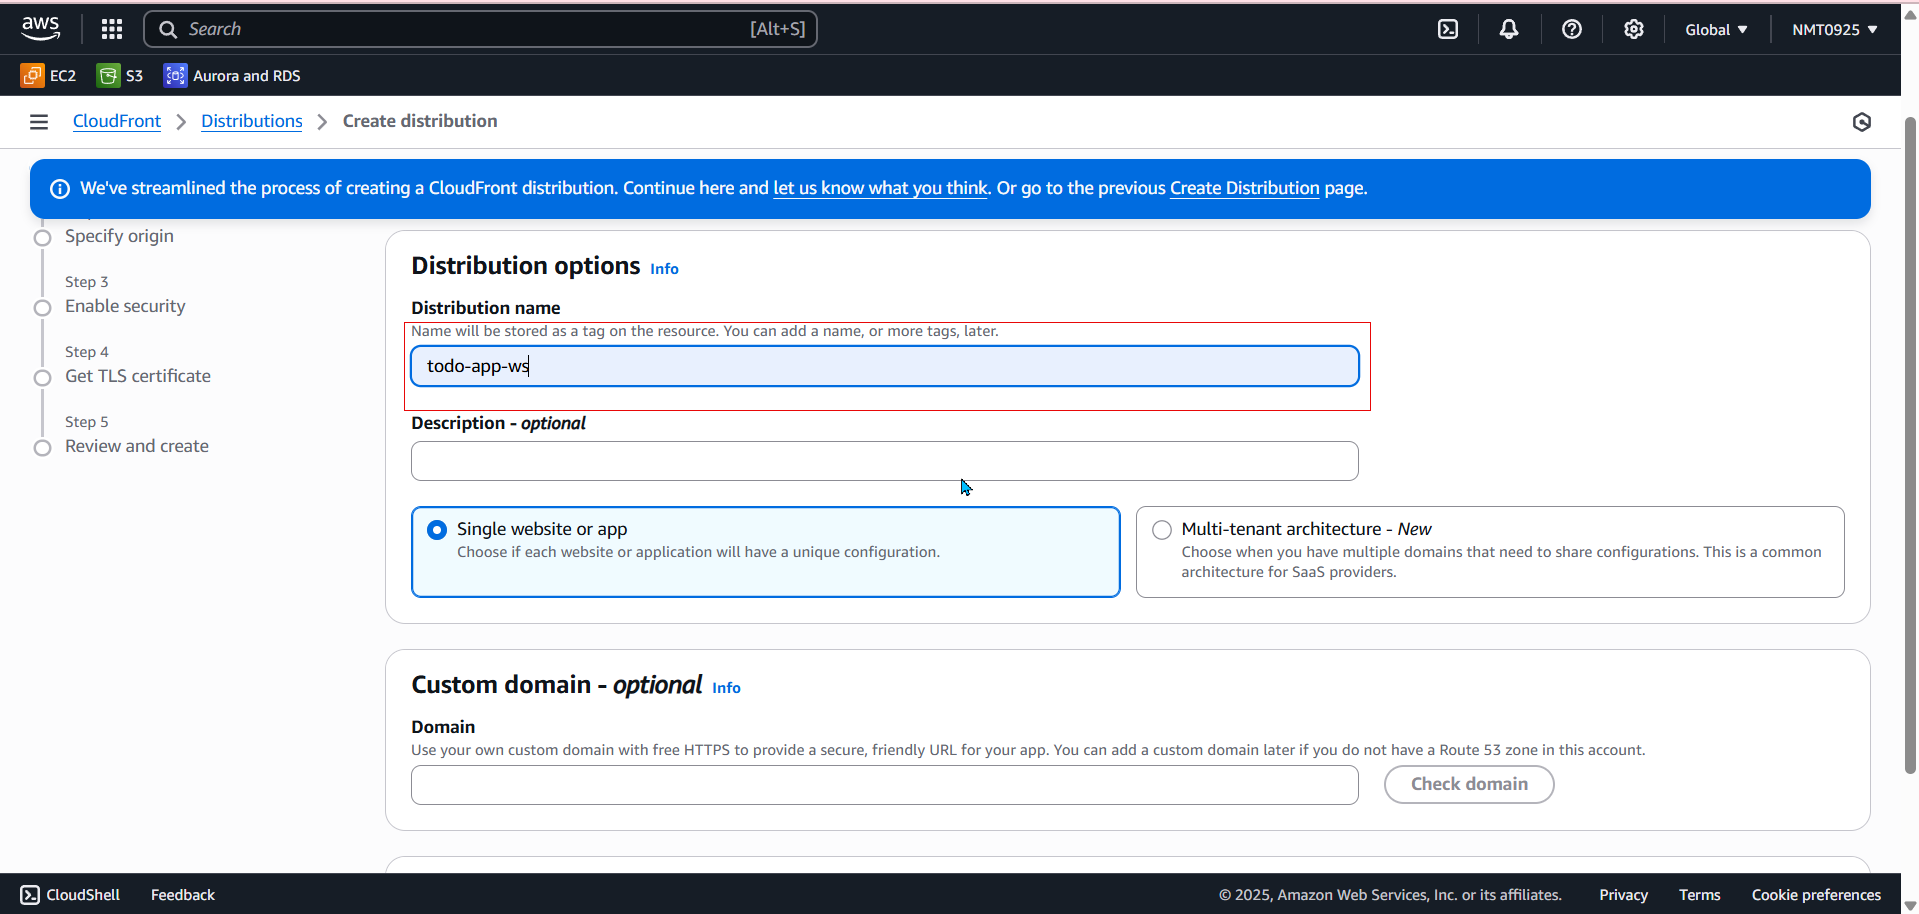 aws
Search [Alt+S]
Global NMT0925
EC2 S3 Aurora and RDS
CloudFront Distributions Create distribution
We've streamlined the process of creating a CloudFront distribution. Continue here and let us know what you think. Or go to the previous Create Distribution page.
Specify origin
Step 3
Enable security
Step 4
Get TLS certificate
Step 5
Review and create
Distribution options Info
Distribution name
Name will be stored as a tag on the resource. You can add a name, or more tags, later.
todo-app-ws
Description - optional
Single website or app
Choose if each website or application will have a unique configuration.
Multi-tenant architecture - New
Choose when you have multiple domains that need to share configurations. This is a common
architecture for SaaS providers.
Custom domain - optional Info
Domain
Use your own custom domain with free HTTPS to provide a secure, friendly URL for your app. You can add a custom domain later if you do not have a Route 53 zone in this account.
Check domain
CloudShell Feedback © 2025, Amazon Web Services, Inc. or its affiliates. Privacy Terms Cookie preferences